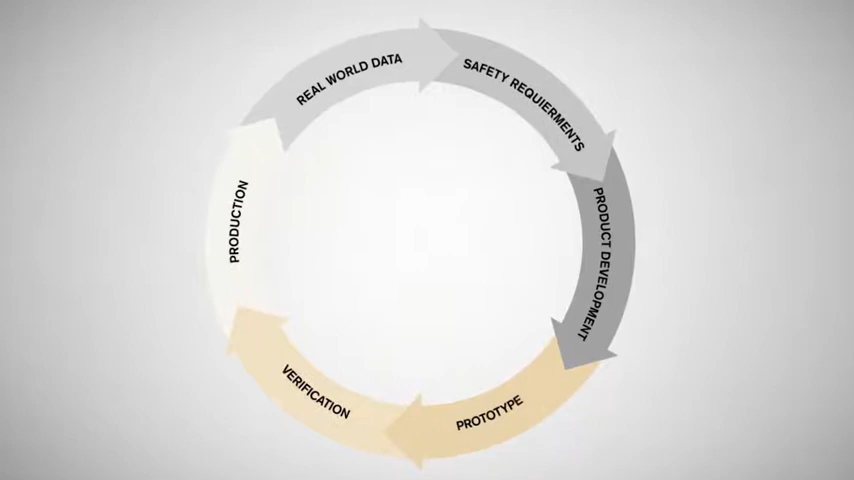 REAL WORLD DATA
SAFETY REQUIERMENTS
PRODUCT DEVELOPMENT
PROTOTYPE
VERIFICATION
PRODUCTION